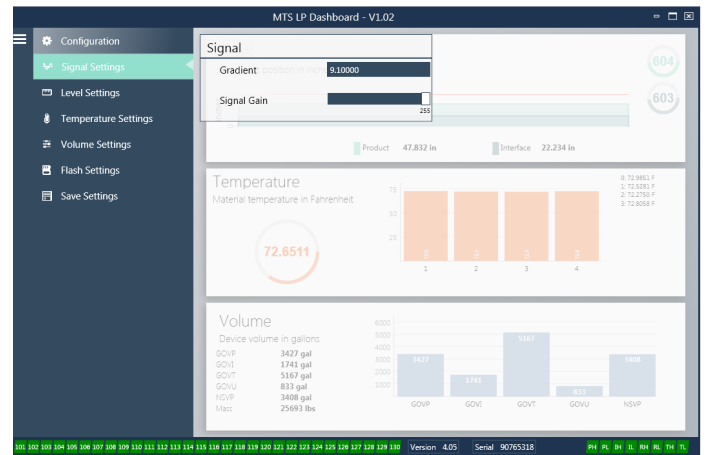 MTS LP Dashboard - V1.02
Configuration
Signal Settings
Level Settings
Temperature Settings
Volume Settings
Flash Settings
Save Settings
Signal
Gradient 9.10000
Signal Gain
255
604
603
0
Product 47.832 in Interface 22.234 in
Temperature
Material temperature in Fahrenheit
72.6511
75
50
25
1 2 3 4
0: 72.9851 F
1: 72.5281 F
2: 72.2750 F
3: 72.8058 F
Volume
Device volume in gallons
GOVP 3427 gal
GOVI 1741 gal
GOVT 5167 gal
GOVU 833 gal
NSVP 3408 gal
Mass 25693 lbs
6000
5000
4000
3000
2000
1000
3427 1741 5167 833 3408
GOVP GOVI GOVT GOVU NSVP
101 102 103 104 105 106 107 108 109 110 111 112 113 114 115 116 117 118 119 120 121 122 123 124 125 126 127 128 129 130 Version 4.05 Serial 90765318 PH PL IH IL RH RL TH TL